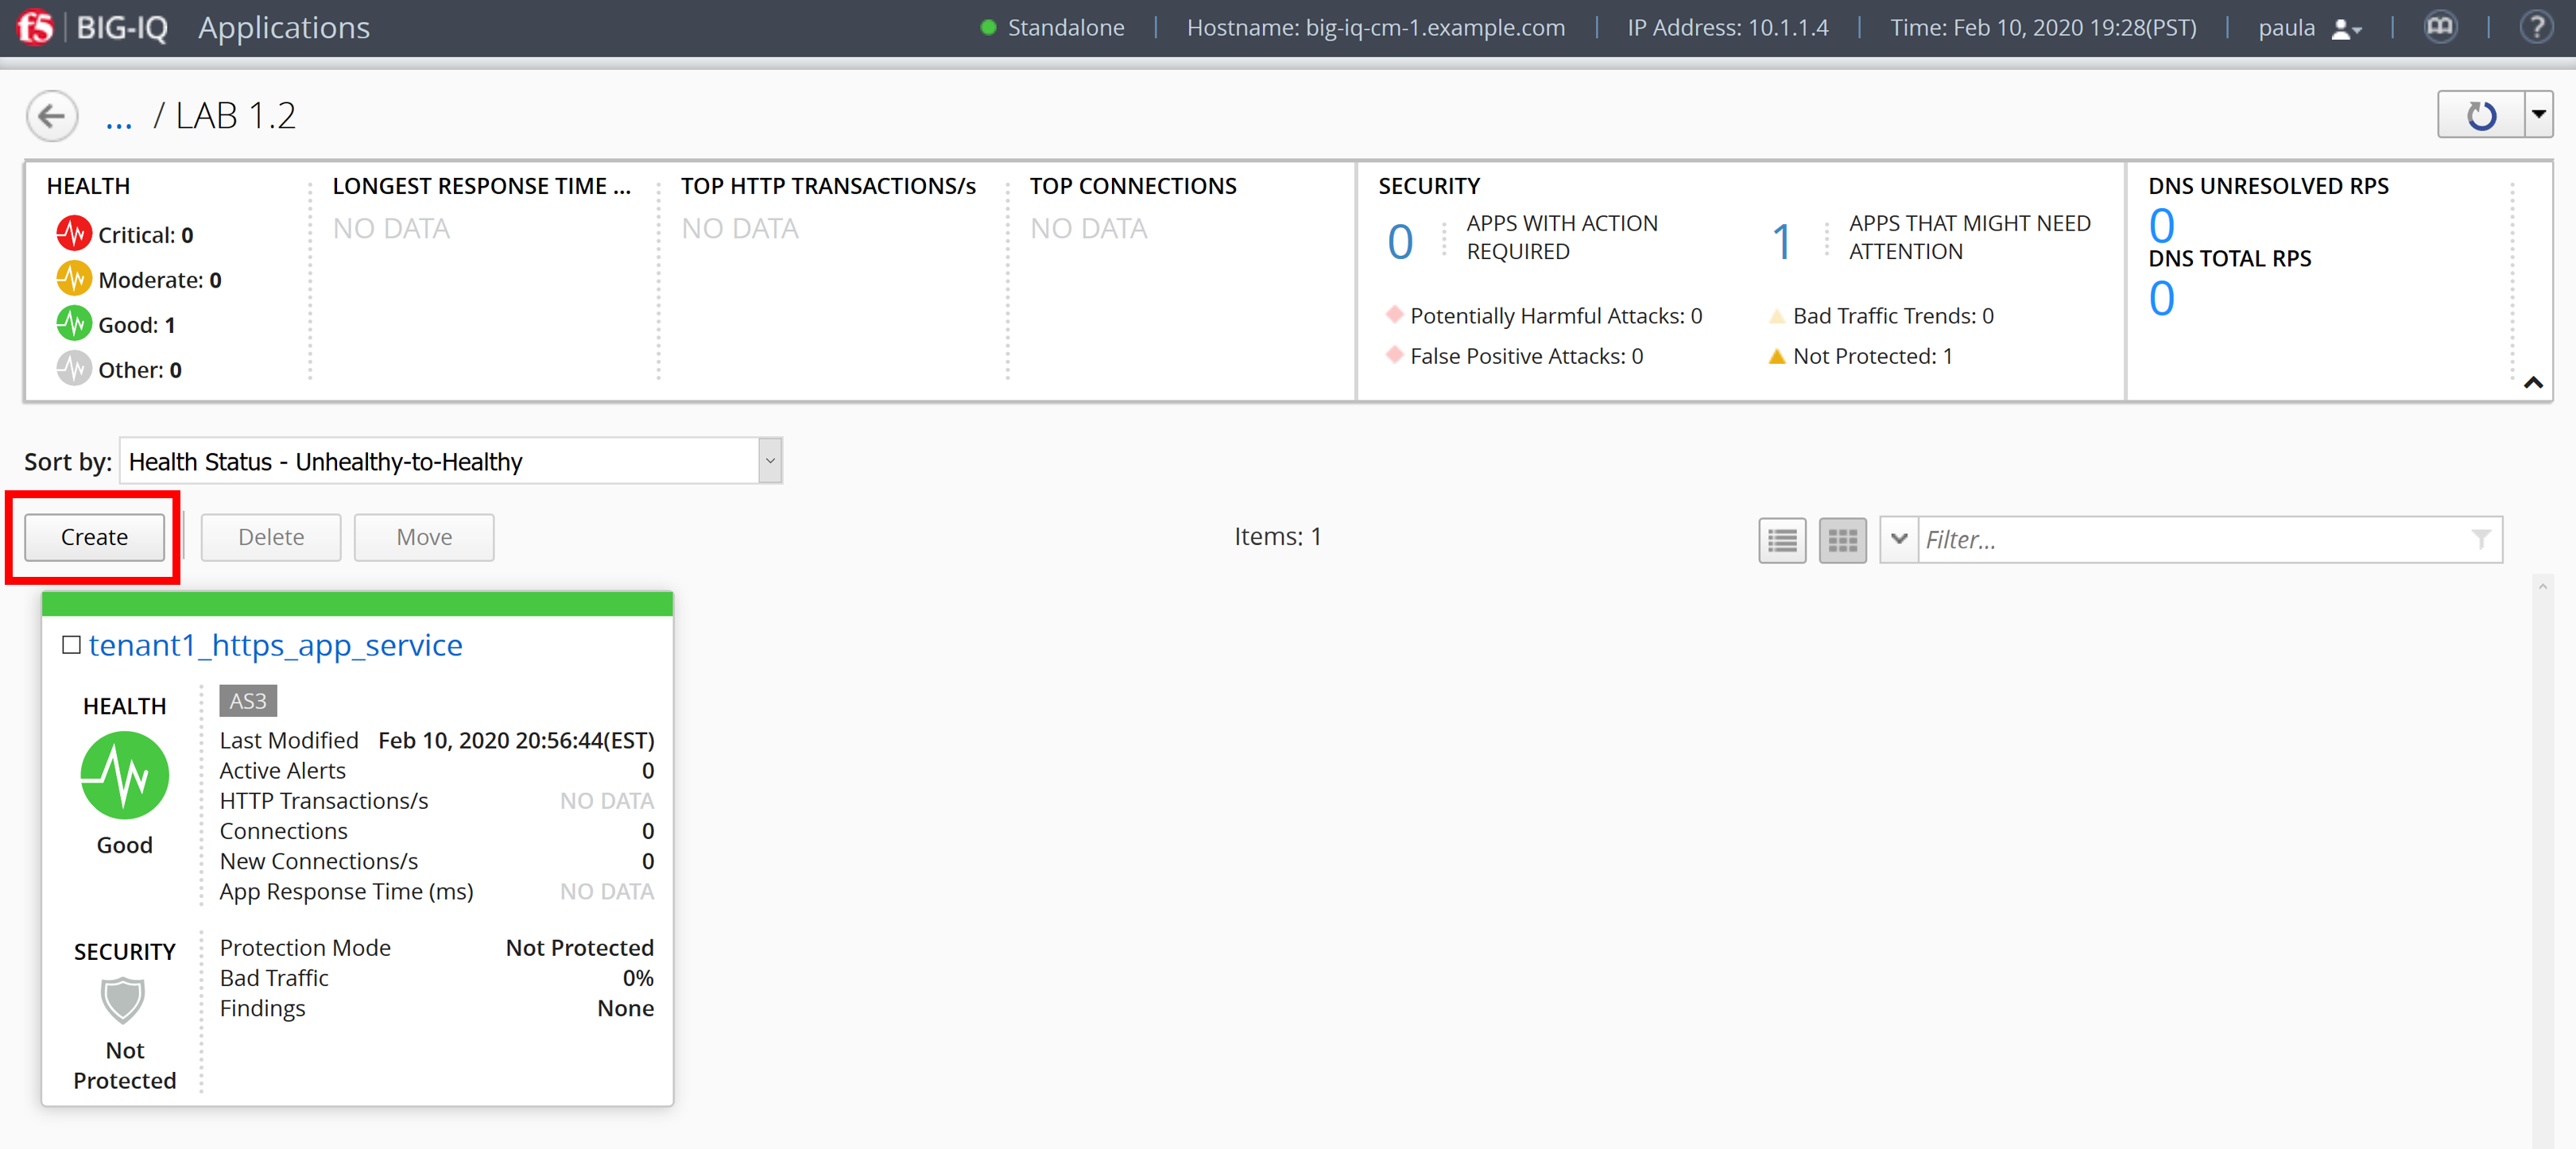 f5 BIG-IQ Applications Standalone Hostname: big-iq-cm-1.example.com IP Address: 10.1.1.4 Time: Feb 10, 2020 19:28(PST) paula ?
... / LAB 1.2
HEALTH
Critical: 0
Moderate: 0
Good: 1
Other: 0
LONGEST RESPONSE TIME ...
NO DATA
TOP HTTP TRANSACTIONS/s
NO DATA
TOP CONNECTIONS
NO DATA
SECURITY
0 APPS WITH ACTION
REQUIRED
1 APPS THAT MIGHT NEED
ATTENTION
Potentially Harmful Attacks: 0
Bad Traffic Trends: 0
False Positive Attacks: 0
Not Protected: 1
DNS UNRESOLVED RPS
0
DNS TOTAL RPS
0
Sort by: Health Status - Unhealthy-to-Healthy
Create Delete Move Items: 1 Filter...
tenant1_https_app_service
HEALTH
Good
AS3
Last Modified Feb 10, 2020 20:56:44(EST)
Active Alerts 0
HTTP Transactions/s NO DATA
Connections 0
New Connections/s 0
App Response Time (ms) NO DATA
SECURITY
Not
Protected
Protection Mode Not Protected
Bad Traffic 0%
Findings None